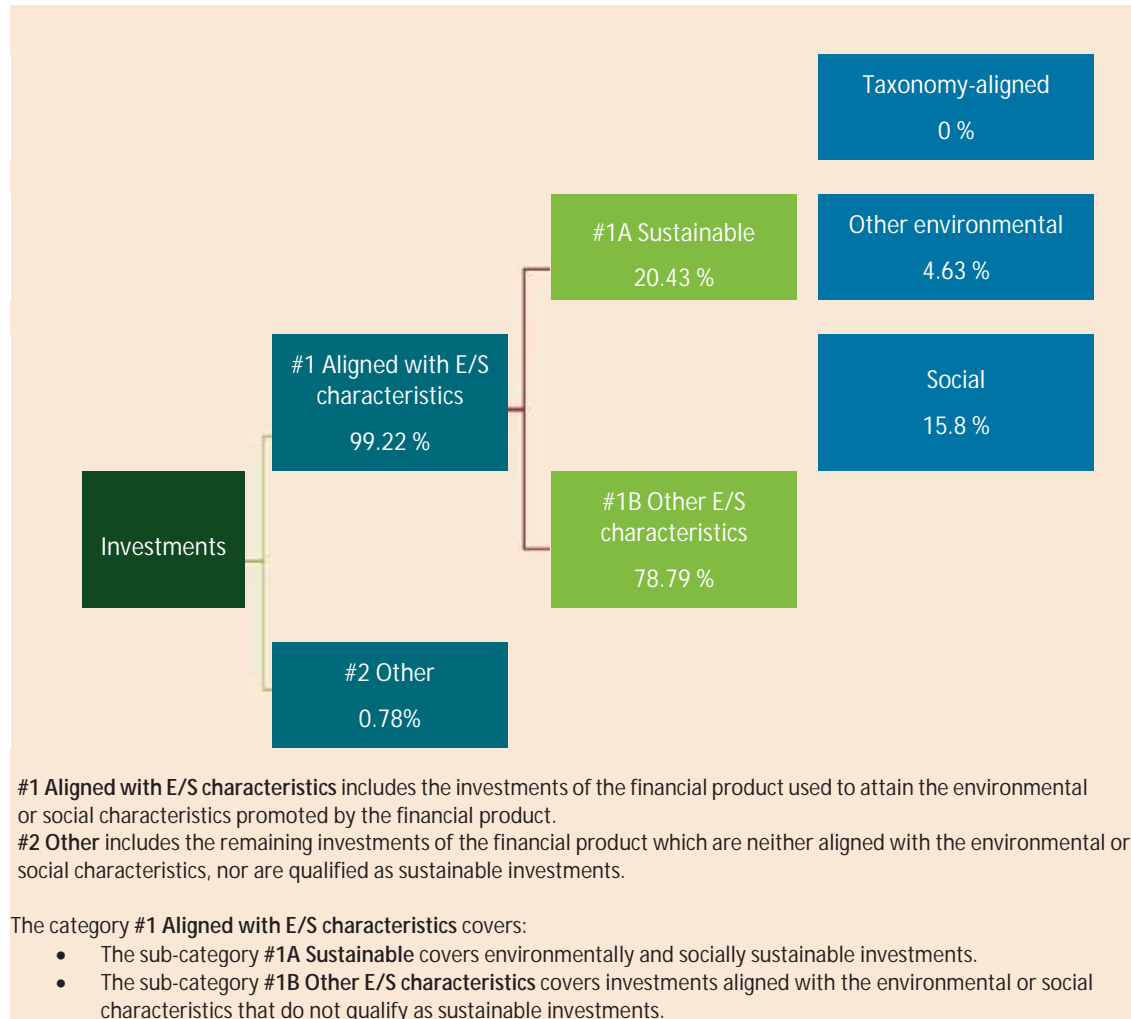 Taxonomy-aligned
0 %
#1A Sustainable
20.43 %
Other environmental
4.63 %
#1 Aligned with E/S
characteristics
99.22 %
Social
15.8 %
Investments
#1B Other E/S
characteristics
78.79 %
#2 Other
0.78%
#1 Aligned with E/S characteristics includes the investments of the financial product used to attain the environmental
or social characteristics promoted by the financial product.
#2 Other includes the remaining investments of the financial product which are neither aligned with the environmental or
social characteristics, nor are qualified as sustainable investments.
The category #1 Aligned with E/S characteristics covers:
• The sub-category #1A Sustainable covers environmentally and socially sustainable investments.
• The sub-category #1B Other E/S characteristics covers investments aligned with the environmental or social
characteristics that do not qualify as sustainable investments.